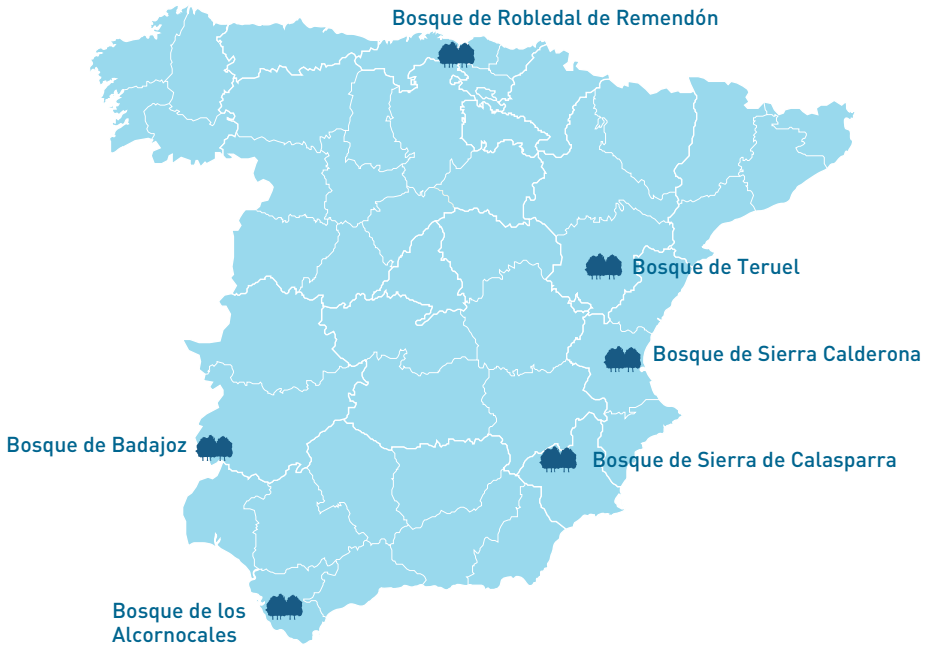 Bosque de Robledal de Remendón
Bosque de Teruel
Bosque de Sierra Calderona
Bosque de Badajoz
Bosque de Sierra de Calasparra
Bosque de los
Alcornocales